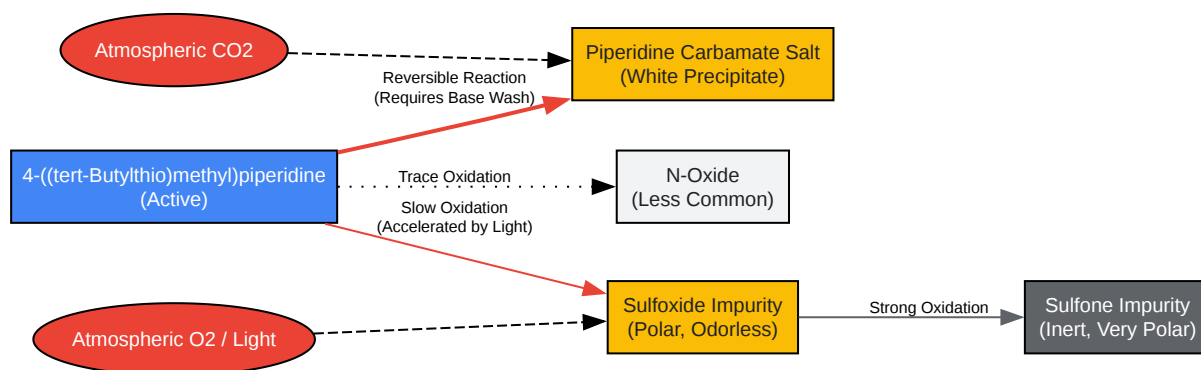 Atmospheric CO2
Piperidine Carbamate Salt
(White Precipitate)
Reversible Reaction
(Requires Base Wash)
4-((tert-Butylthio)methyl)piperidine
(Active)
Trace Oxidation
N-Oxide
(Less Common)
Slow Oxidation
(Accelerated by Light)
Atmospheric O2 / Light
Sulfoxide Impurity
(Polar, Odorless)
Strong Oxidation
Sulfone Impurity
(Inert, Very Polar)